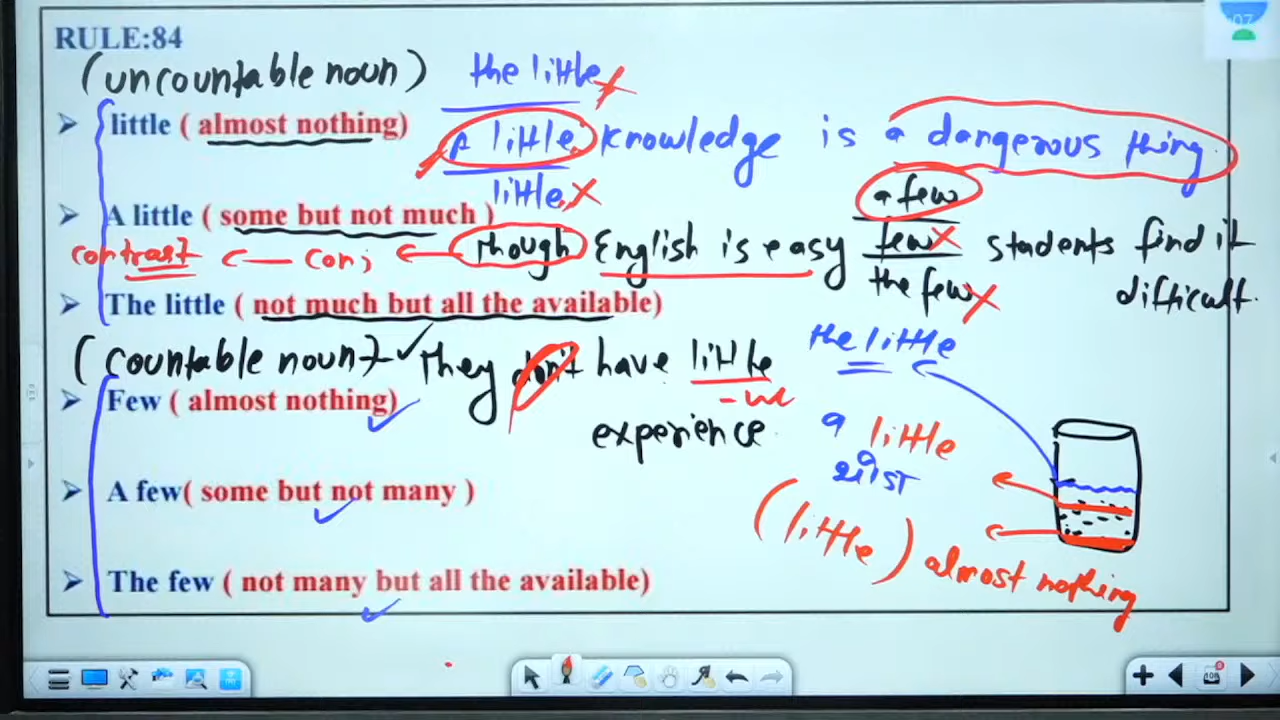 RULE:84
(uncountable noun) the little
little ( almost nothing) A little knowledge is a dangerous thing
little
a few
A little ( some but not much )
contrast conj though English is easy few students find it difficult.
the few
The little ( not much but all the available)
(countable noun) They don't have little experience.
-ve
the little
Few ( almost nothing)
a little
A few( some but not many )
(little) almost nothing
The few ( not many but all the available)
108